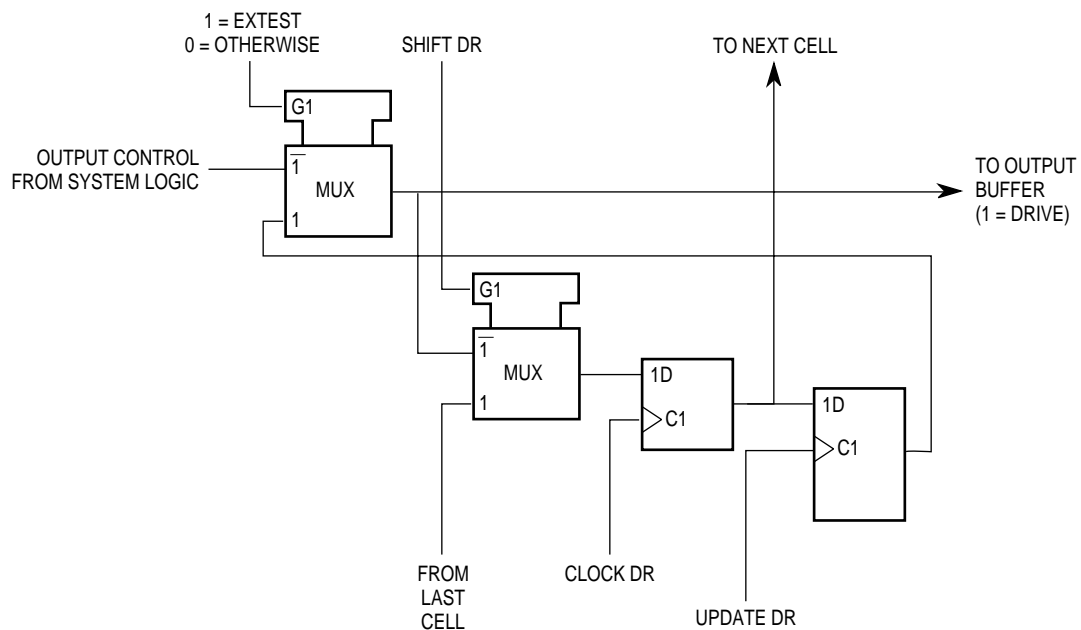 1 = EXTEST
0 = OTHERWISE
SHIFT DR
TO NEXT CELL
G1
OUTPUT CONTROL
FROM SYSTEM LOGIC
1
MUX
1
TO OUTPUT
BUFFER
(1 = DRIVE)
G1
1
MUX
1
1D
C1
1D
C1
FROM
LAST
CELL
CLOCK DR
UPDATE DR